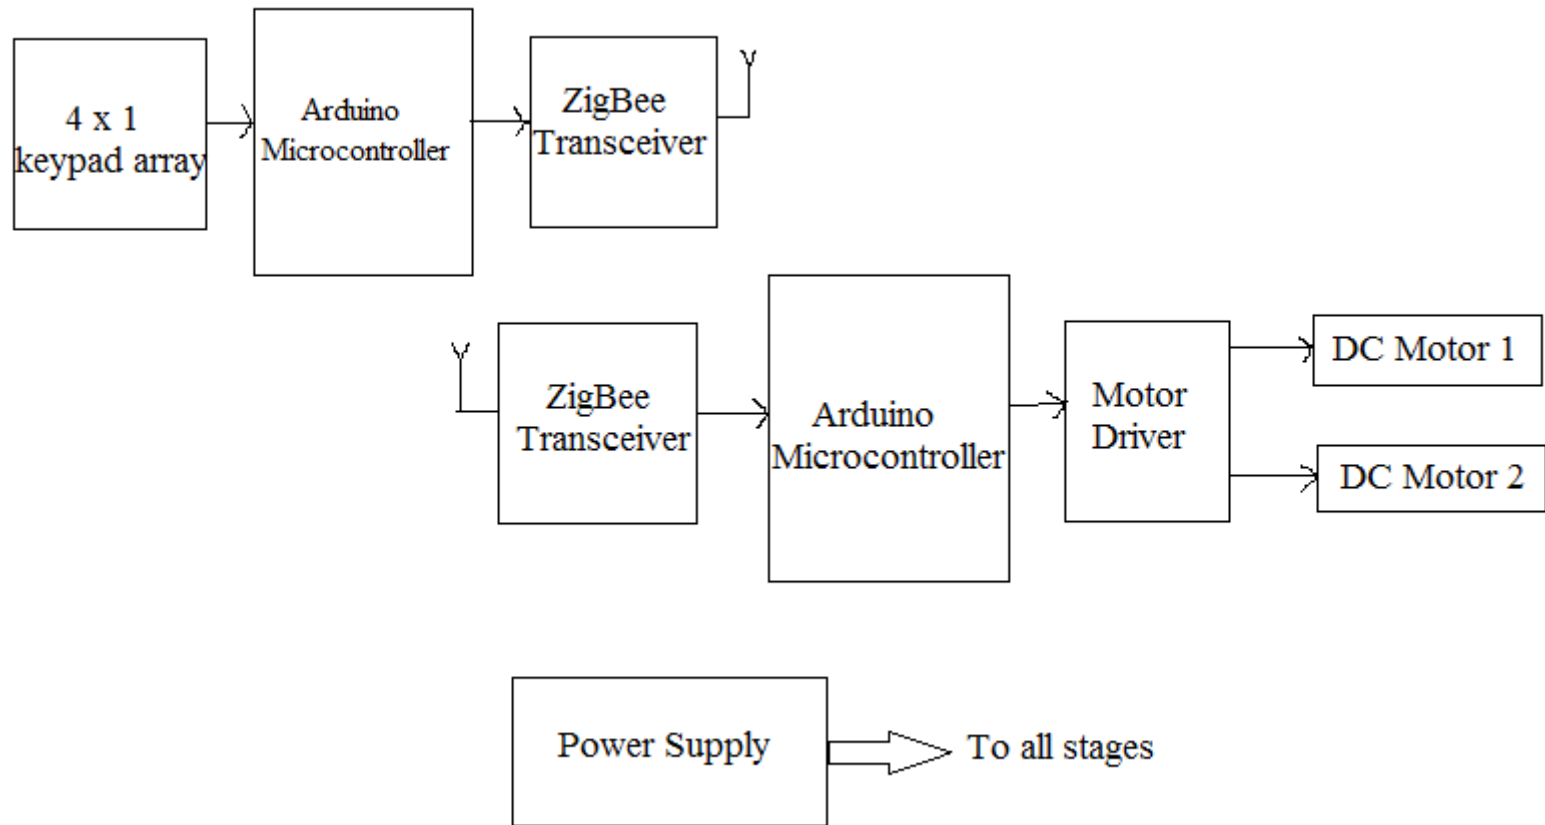 4 x 1
keypad array
Arduino
Microcontroller
ZigBee
Transceiver
ZigBee
Transceiver
Arduino
Microcontroller
Motor
Driver
DC Motor 1
DC Motor 2
Power Supply
To all stages